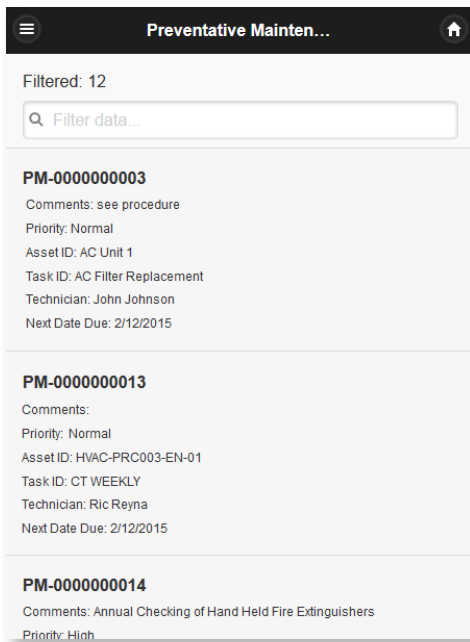 Preventative Mainten...
Filtered: 12
Filter data...
PM-0000000003
Comments: see procedure
Priority: Normal
Asset ID: AC Unit 1
Task ID: AC Filter Replacement
Technician: John Johnson
Next Date Due: 2/12/2015
PM-0000000013
Comments:
Priority: Normal
Asset ID: HVAC-PRC003-EN-01
Task ID: CT WEEKLY
Technician: Ric Reyna
Next Date Due: 2/12/2015
PM-0000000014
Comments: Annual Checking of Hand Held Fire Extinguishers
Priority: High